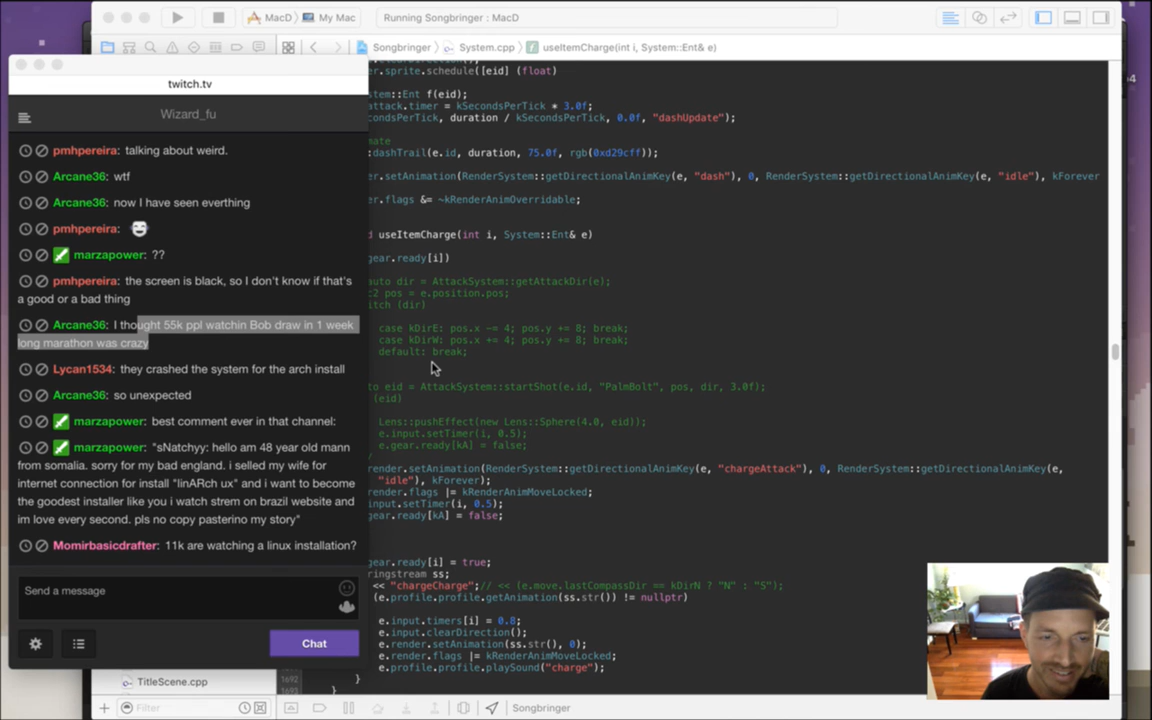 MacD > My Mac
Running Songbringer : MacD
Songbringer > System.cpp > f useItemCharge(int i, System::Ent& e)
twitch.tv
Wizard_fu
pmhpereira: talking about weird.
Arcane36: wtf
Arcane36: now I have seen everthing
pmhpereira:
marzapower: ??
pmhpereira: the screen is black, so I don't know if that's
a good or a bad thing
Arcane36: I thought 55k ppl watchin Bob draw in 1 week
long marathon was crazy
Lycan1534: they crashed the system for the arch install
Arcane36: so unexpected
marzapower: best comment ever in that channel:
marzapower: "sNatchyy: hello am 48 year old mann
from somalia. sorry for my bad england. i selled my wife for
internet connection for install "linARch ux" and i want to
become the goodest installer like you i watch strem on brazil website and
im love every second. pls no copy pasterino my story"
Momirbasicdrafter: 11k are watching a linux installation?
Send a message
Chat
er.sprite.schedule([eid] (float)
stem::Ent f(eid);
attack.timer = kSecondsPerTick * 3.0f;
condsPerTick, duration / kSecondsPerTick, 0.0f, "dashUpdate");
mate
:dashTrail(e.id, duration, 75.0f, rgb(0xd29cff));
er.setAnimation(RenderSystem::getDirectionalAnimKey(e, "dash"), 0, RenderSystem::getDirectionalAnimKey(e, "idle"), kForever
er.flags &= ~kRenderAnimOverridable;
d useItemCharge(int i, System::Ent& e)
gear.ready[i])
auto dir = AttackSystem::getAttackDir(e);
c2 pos = e.position.pos;
itch (dir)
case kDirE: pos.x -= 4; pos.y += 8; break;
case kDirW: pos.x += 4; pos.y += 8; break;
default: break;
to eid = AttackSystem::startShot(e.id, "PalmBolt", pos, dir, 3.0f);
(eid)
Lens::pushEffect(new Lens::Sphere(4.0, eid));
e.input.setTimer(i, 0.5);
e.gear.ready[kA] = false;
/
render.setAnimation(RenderSystem::getDirectionalAnimKey(e, "chargeAttack"), 0, RenderSystem::getDirectionalAnimKey(e,
"idle"), kForever);
render.flags |= kRenderAnimMoveLocked;
input.setTimer(i, 0.5);
gear.ready[kA] = false;
gear.ready[i] = true;
ringstream ss;
<< "chargeCharge";// << (e.move.lastCompassDir == kDirN ? "N" : "S");
(e.profile.profile.getAnimation(ss.str()) != nullptr)
e.input.timers[i] = 0.8;
e.input.clearDirection();
e.render.setAnimation(ss.str(), 0);
e.render.flags |= kRenderAnimMoveLocked;
e.profile.profile.playSound("charge");
1692 }
1693 }
TitleScene.cpp
Filter
Songbringer